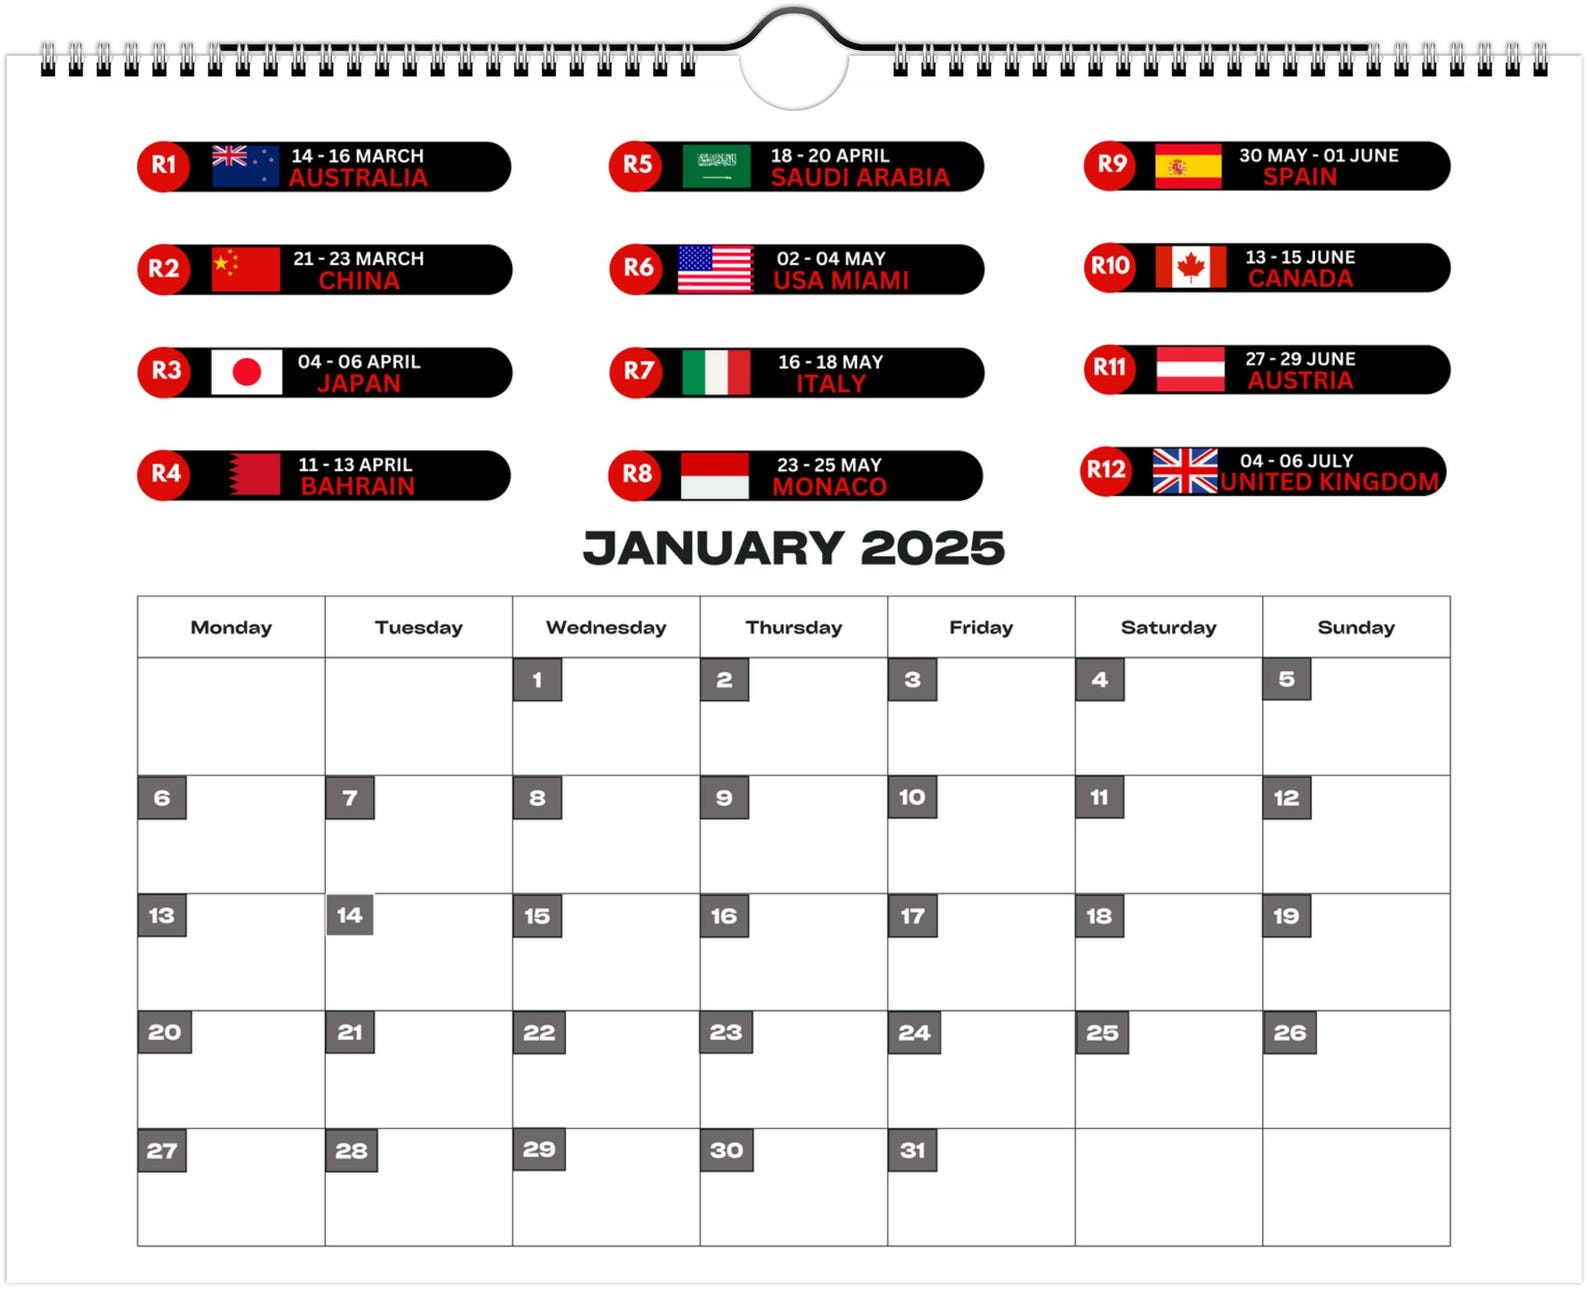 R1
14 - 16 MARCH
AUSTRALIA
R2
21 - 23 MARCH
CHINA
R3
04 - 06 APRIL
JAPAN
R4
11 - 13 APRIL
BAHRAIN
R5
18 - 20 APRIL
SAUDI ARABIA
R6
02 - 04 MAY
USA MIAMI
R7
16 - 18 MAY
ITALY
R8
23 - 25 MAY
MONACO
R9
30 MAY - 01 JUNE
SPAIN
R10
13 - 15 JUNE
CANADA
R11
27 - 29 JUNE
AUSTRIA
R12
04 - 06 JULY
UNITED KINGDOM
JANUARY 2025
Monday Tuesday Wednesday Thursday Friday Saturday Sunday
1 2 3 4 5
6 7 8 9 10 11 12
13 14 15 16 17 18 19
20 21 22 23 24 25 26
27 28 29 30 31